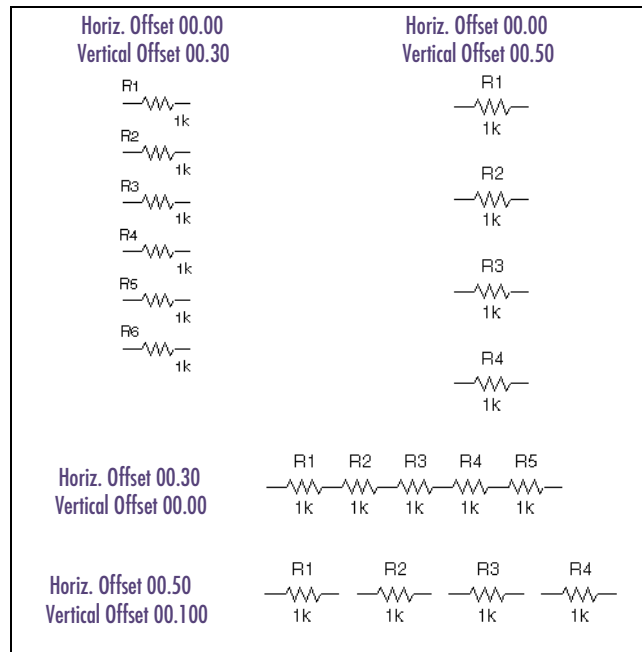 Horiz. Offset 00.00
Vertical Offset 00.30
R1
1k
R2
1k
R3
1k
R4
1k
R5
1k
R6
1k
Horiz. Offset 00.00
Vertical Offset 00.50
R1
1k
R2
1k
R3
1k
R4
1k
Horiz. Offset 00.30
Vertical Offset 00.00
R1 R2 R3 R4 R5
1k 1k 1k 1k 1k
Horiz. Offset 00.50
Vertical Offset 00.100
R1 R2 R3 R4
1k 1k 1k 1k